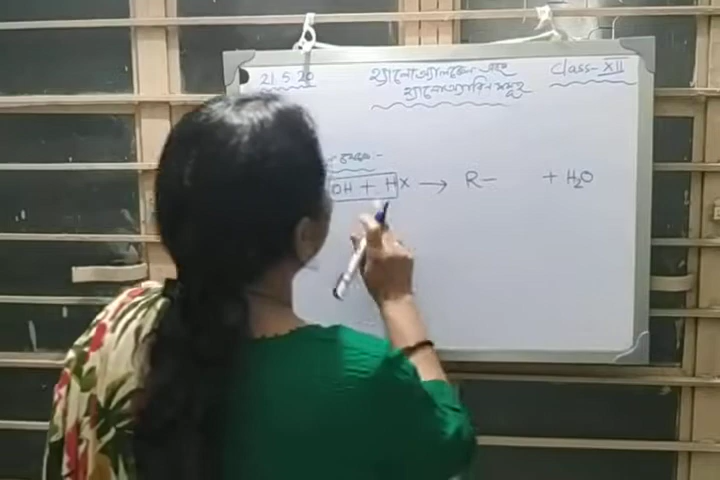 21.5.20
হ্যালোঅ্যালকেন এবং
Class-XII
হ্যালোঅ্যারিন সমূহ
OH + HX → R— + H₂O